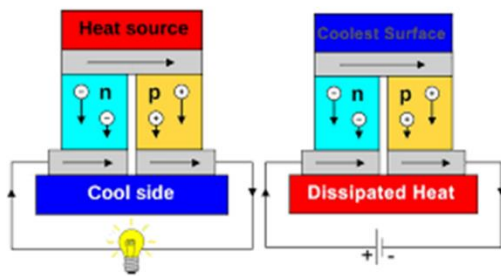 Heat source
n p
Cool side
Coolest Surface
n p
Dissipated Heat
+ -